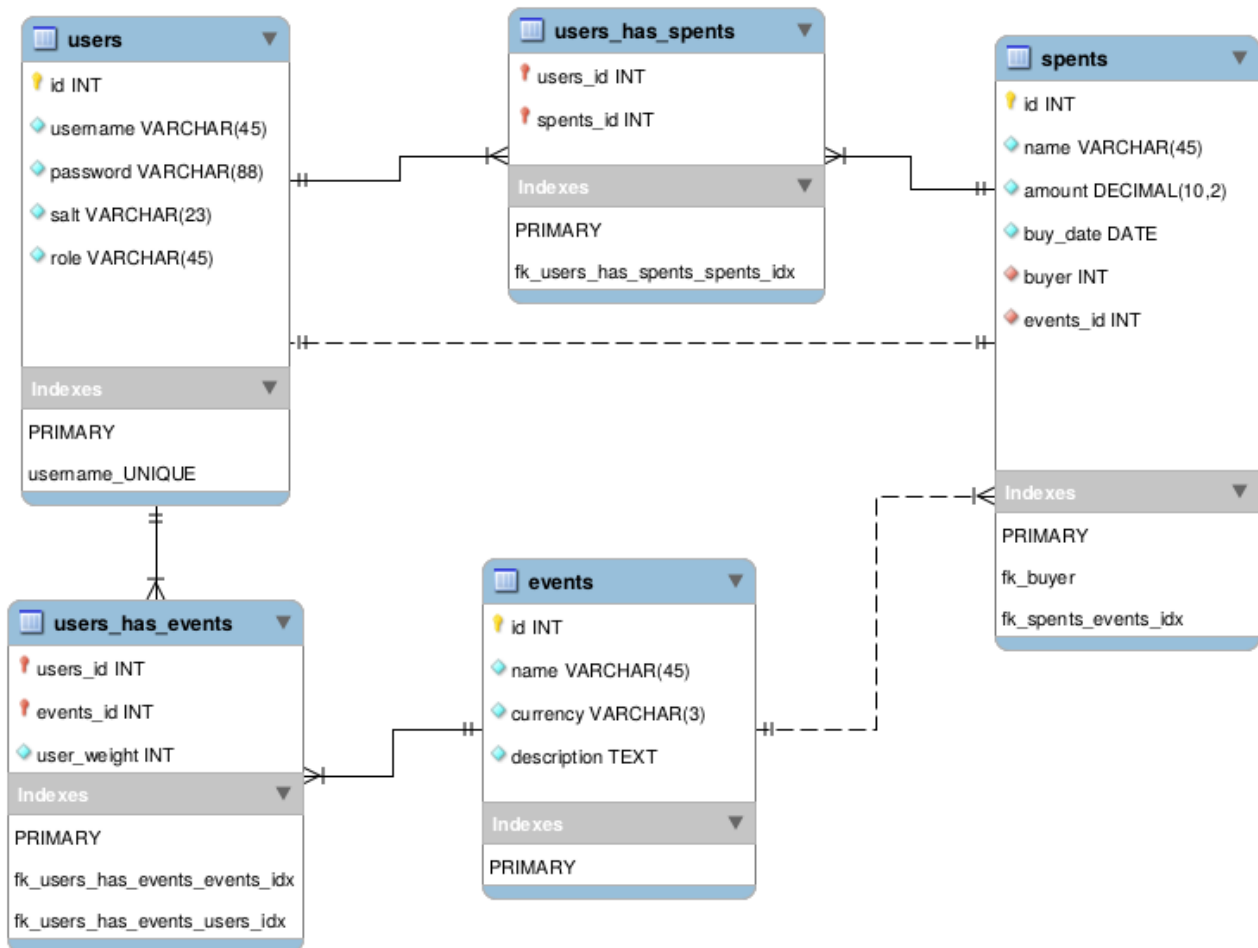 users
id INT
username VARCHAR(45)
password VARCHAR(88)
salt VARCHAR(23)
role VARCHAR(45)
Indexes
PRIMARY
username_UNIQUE
users_has_spents
users_id INT
spents_id INT
Indexes
PRIMARY
fk_users_has_spents_spents_idx
spents
id INT
name VARCHAR(45)
amount DECIMAL(10,2)
buy_date DATE
buyer INT
events_id INT
Indexes
PRIMARY
fk_buyer
fk_spents_events_idx
users_has_events
users_id INT
events_id INT
user_weight INT
Indexes
PRIMARY
fk_users_has_events_events_idx
fk_users_has_events_users_idx
events
id INT
name VARCHAR(45)
currency VARCHAR(3)
description TEXT
Indexes
PRIMARY